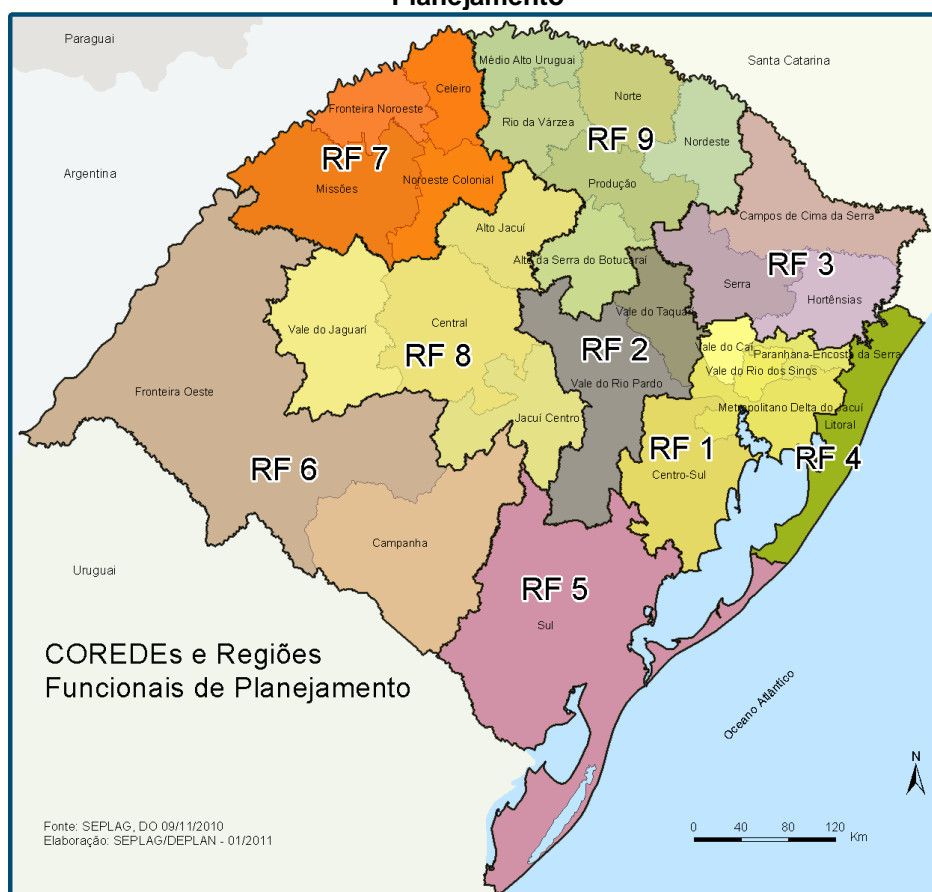 Planejamento
Paraguai
Santa Catarina
Médio Alto Uruguai
Celeiro
Norte
Fronteira Noroeste
Rio da Várzea
RF 9
Nordeste
RF 7
Argentina
Noroeste Colonial
Produção
Missões
Campos de Cima da Serra
Alto Jacuí
Alto da Serra do Botucaraí
RF 3
Serra
Hortênsias
Vale do Taquari
Vale do Jaguarí
Central
Vale do Caí
Paranhana-Encosta da Serra
RF 8
RF 2
Vale do Rio dos Sinos
Vale do Rio Pardo
Fronteira Oeste
Metropolitano Delta do Jacuí
Jacuí Centro
Litoral
RF 1
RF 4
RF 6
Centro-Sul
Campanha
Uruguai
RF 5
Sul
COREDEs e Regiões
Funcionais de Planejamento
Oceano Atlântico
N
Fonte: SEPLAG, DO 09/11/2010
Elaboração: SEPLAG/DEPLAN - 01/2011
0 40 80 120
Km